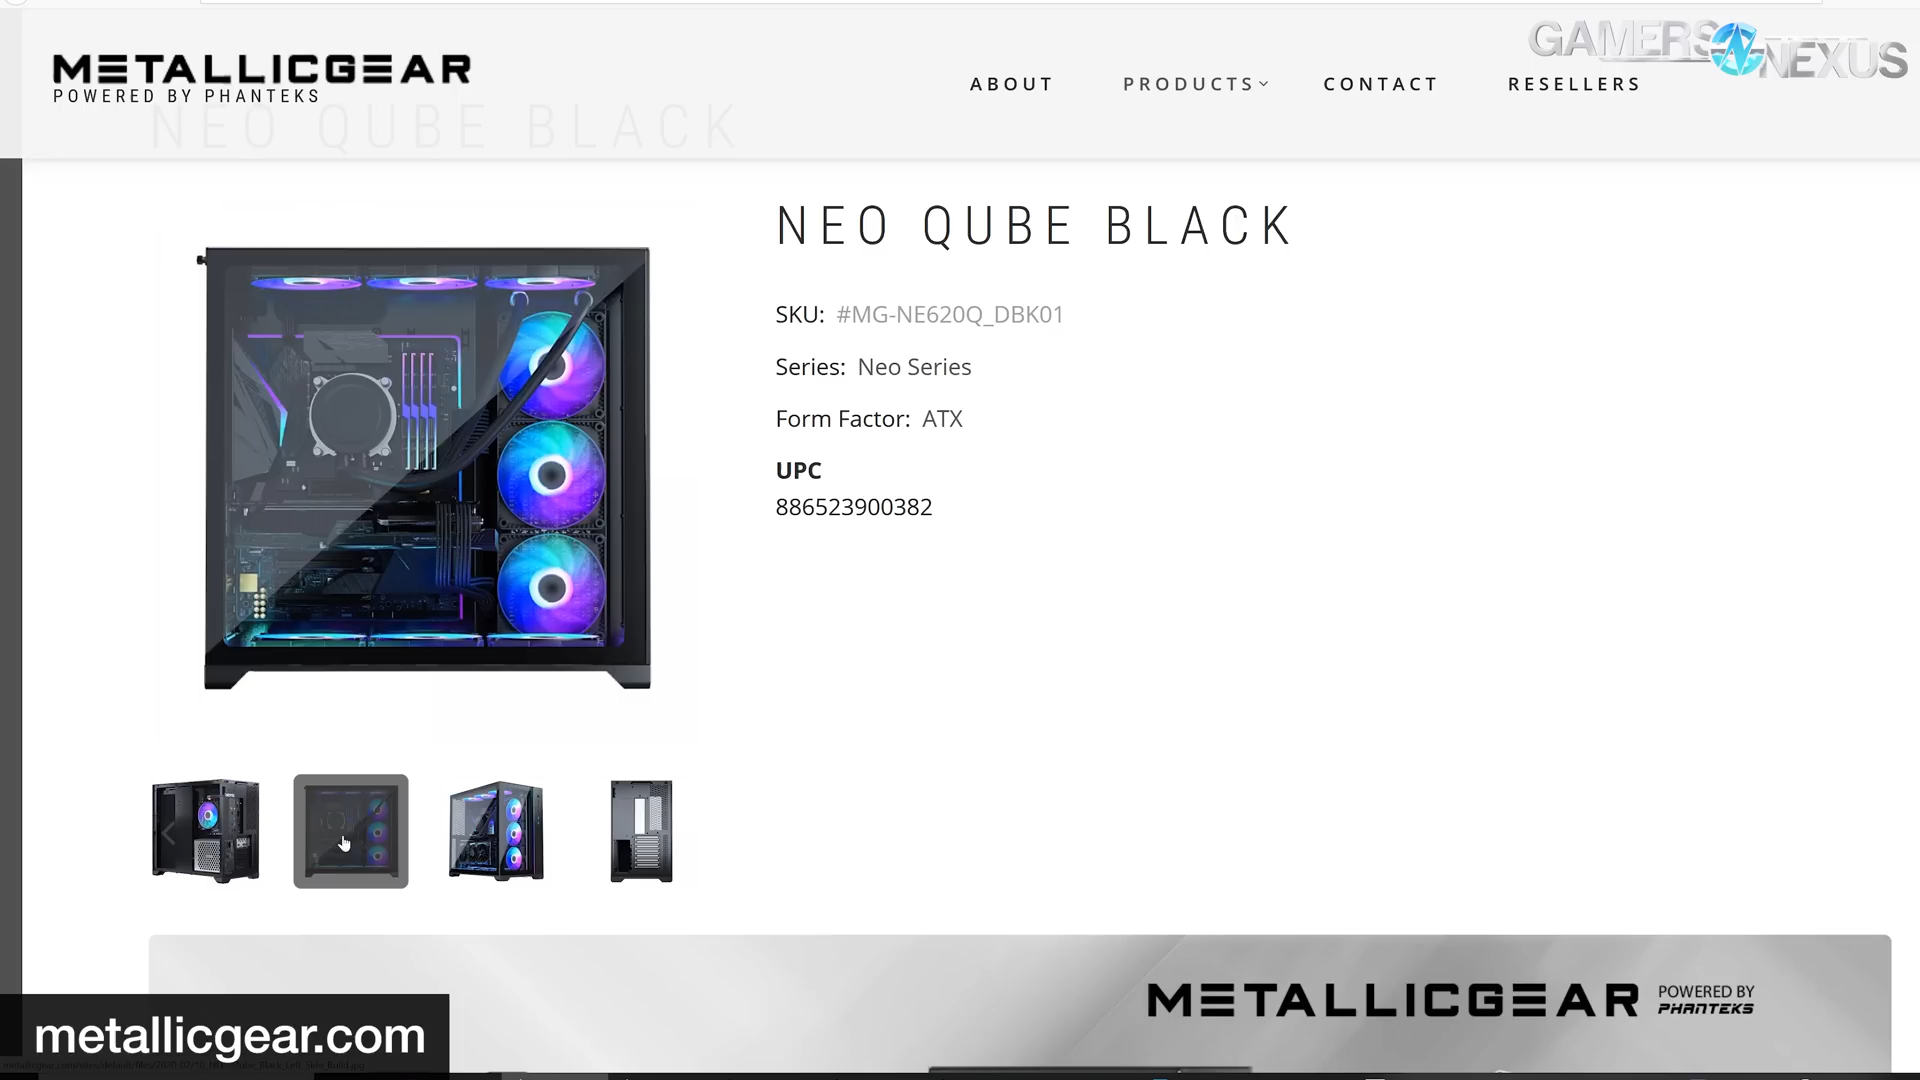 GAMERS NEXUS
METALLICGEAR
POWERED BY PHANTEKS
ABOUT
PRODUCTS
CONTACT
RESELLERS
NEO QUBE BLACK
NEO QUBE BLACK
SKU: #MG-NE620Q_DBK01
Series: Neo Series
Form Factor: ATX
UPC
886523900382
METALLICGEAR
POWERED BY
PHANTEKS
metallicgear.com